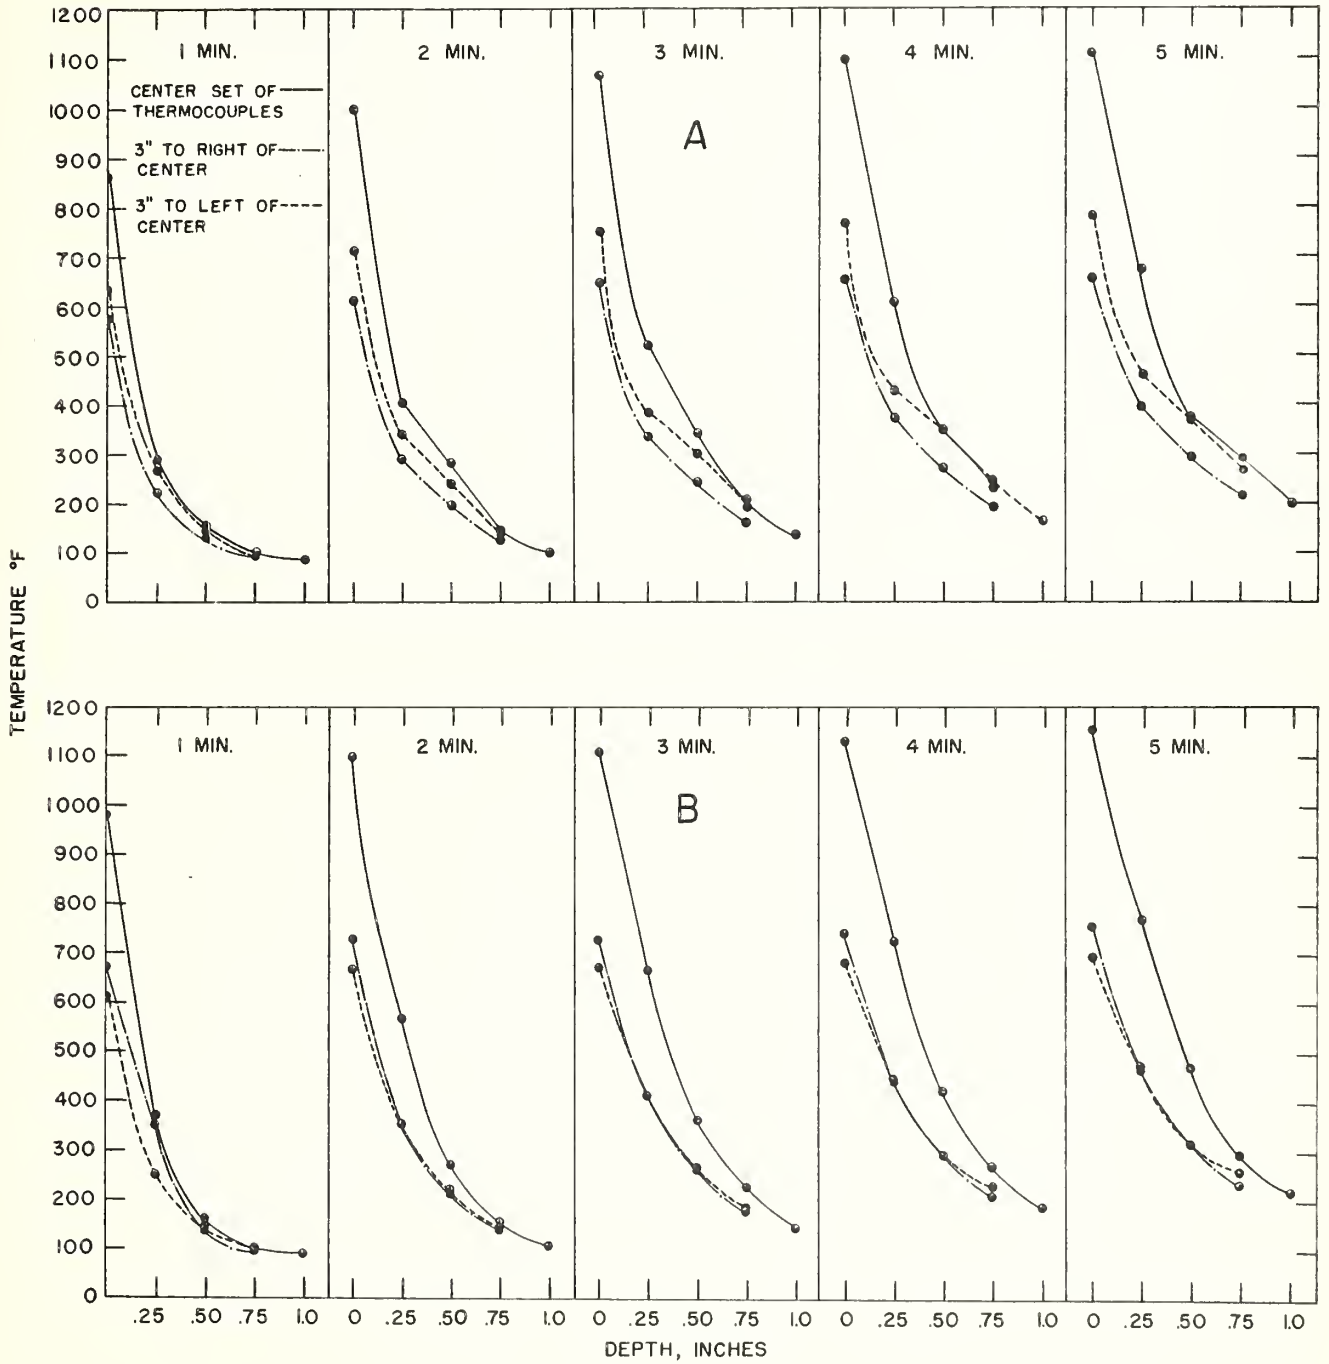 1200
1 MIN.
2 MIN.
3 MIN.
4 MIN.
5 MIN.
1100
CENTER SET OF
THERMOCOUPLES
1000
A
3" TO RIGHT OF
CENTER
900
3" TO LEFT OF
CENTER
800
700
600
500
400
300
200
100
0
TEMPERATURE °F
1200
1 MIN.
2 MIN.
3 MIN.
4 MIN.
5 MIN.
1100
1000
B
900
800
700
600
500
400
300
200
100
0
.25 .50 .75 1.0
0 .25 .50 .75 1.0
0 .25 .50 .75 1.0
0 .25 .50 .75 1.0
0 .25 .50 .75 1.0
DEPTH, INCHES